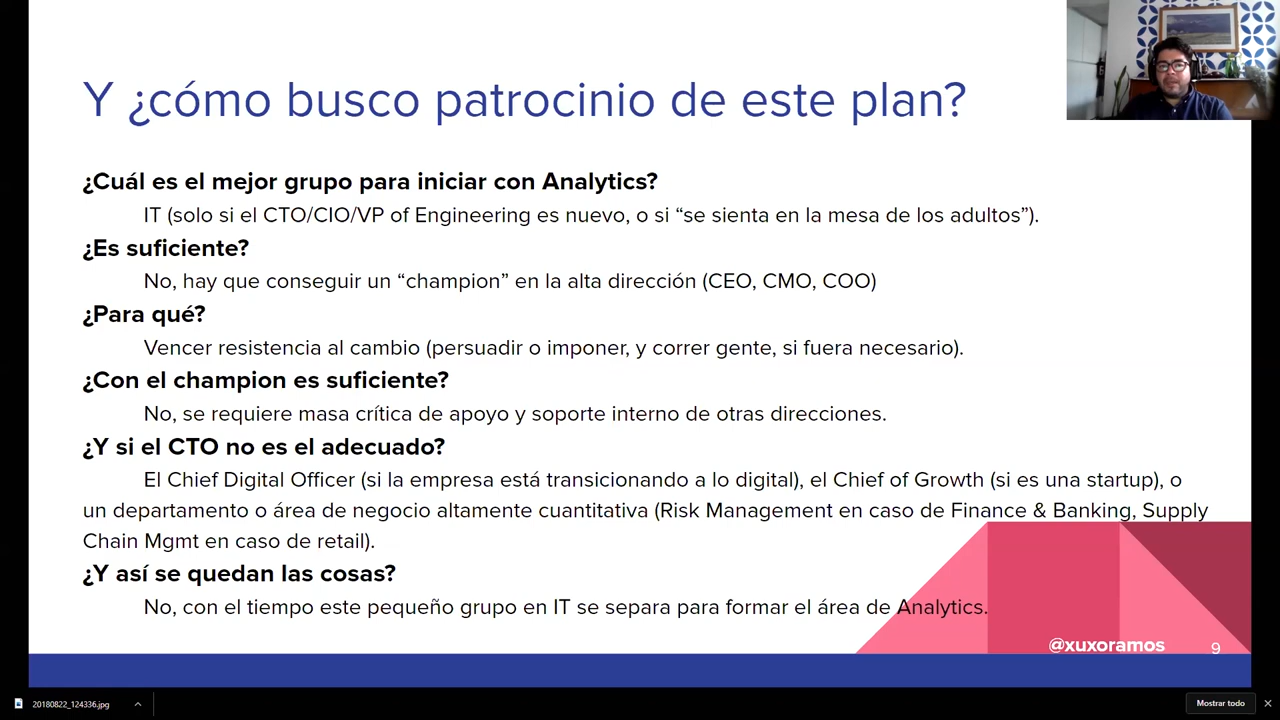 Y ¿cómo busco patrocinio de este plan?
¿Cuál es el mejor grupo para iniciar con Analytics?
IT (solo si el CTO/CIO/VP of Engineering es nuevo, o si “se sienta en la mesa de los adultos”).
¿Es suficiente?
No, hay que conseguir un “champion” en la alta dirección (CEO, CMO, COO)
¿Para qué?
Vencer resistencia al cambio (persuadir o imponer, y correr gente, si fuera necesario).
¿Con el champion es suficiente?
No, se requiere masa crítica de apoyo y soporte interno de otras direcciones.
¿Y si el CTO no es el adecuado?
El Chief Digital Officer (si la empresa está transicionando a lo digital), el Chief of Growth (si es una startup), o
un departamento o área de negocio altamente cuantitativa (Risk Management en caso de Finance & Banking, Supply
Chain Mgmt en caso de retail).
¿Y así se quedan las cosas?
No, con el tiempo este pequeño grupo en IT se separa para formar el área de Analytics.
@xuxoramos
9
20180822_124336.jpg
Mostrar todo